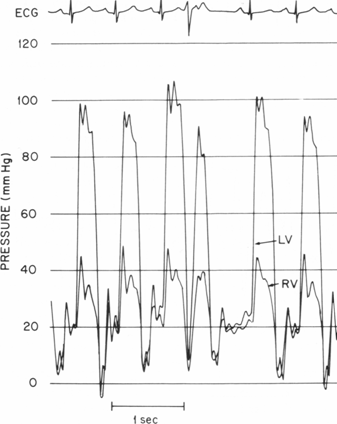 ECG
120
100
80
60
40
20
0
PRESSURE (mm Hg)
LV
RV
1 sec